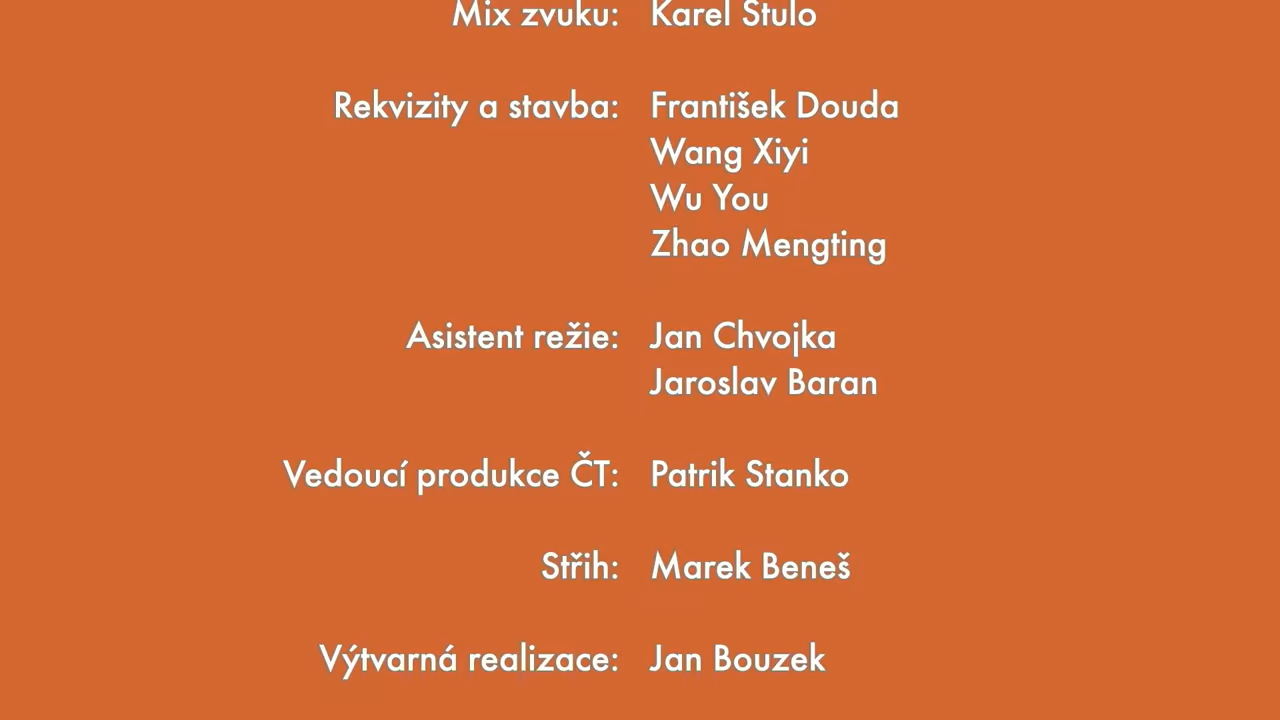 Mix zvuku: Karel Štulo
Rekvizity a stavba: František Douda
Wang Xiyi
Wu You
Zhao Mengting
Asistent režie: Jan Chvojka
Jaroslav Baran
Vedoucí produkce ČT: Patrik Stanko
Střih: Marek Beneš
Výtvarná realizace: Jan Bouzek